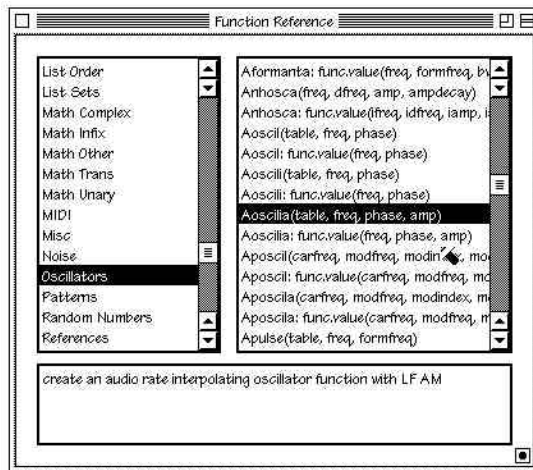 Function Reference
List Order
List Sets
Math Complex
Math Infix
Math Other
Math Trans
Math Unary
MIDI
Misc
Noise
Oscillators
Patterns
Random Numbers
References
Aformanta: func.value(freq, formfreq, bw
Anhosca(freq, dfreq, amp, ampdecay)
Anhosca: func.value(ifreq, idfreq, iamp, i
Aoscil(table, freq, phase)
Aoscil: func.value(freq, phase)
Aoscili(table, freq, phase)
Aoscili: func.value(freq, phase)
Aoscilia(table, freq, phase, amp)
Aoscilia: func.value(freq, phase, amp)
Aposcil(carfreq, modfreq, modin
Aposcil: func.value(carfreq, modfreq, mo
Aposcila(carfreq, modfreq, modindex, m
Aposcila: func.value(carfreq, modfreq, m
Apulse(table, freq, formfreq)
create an audio rate interpolating oscillator function with LF AM